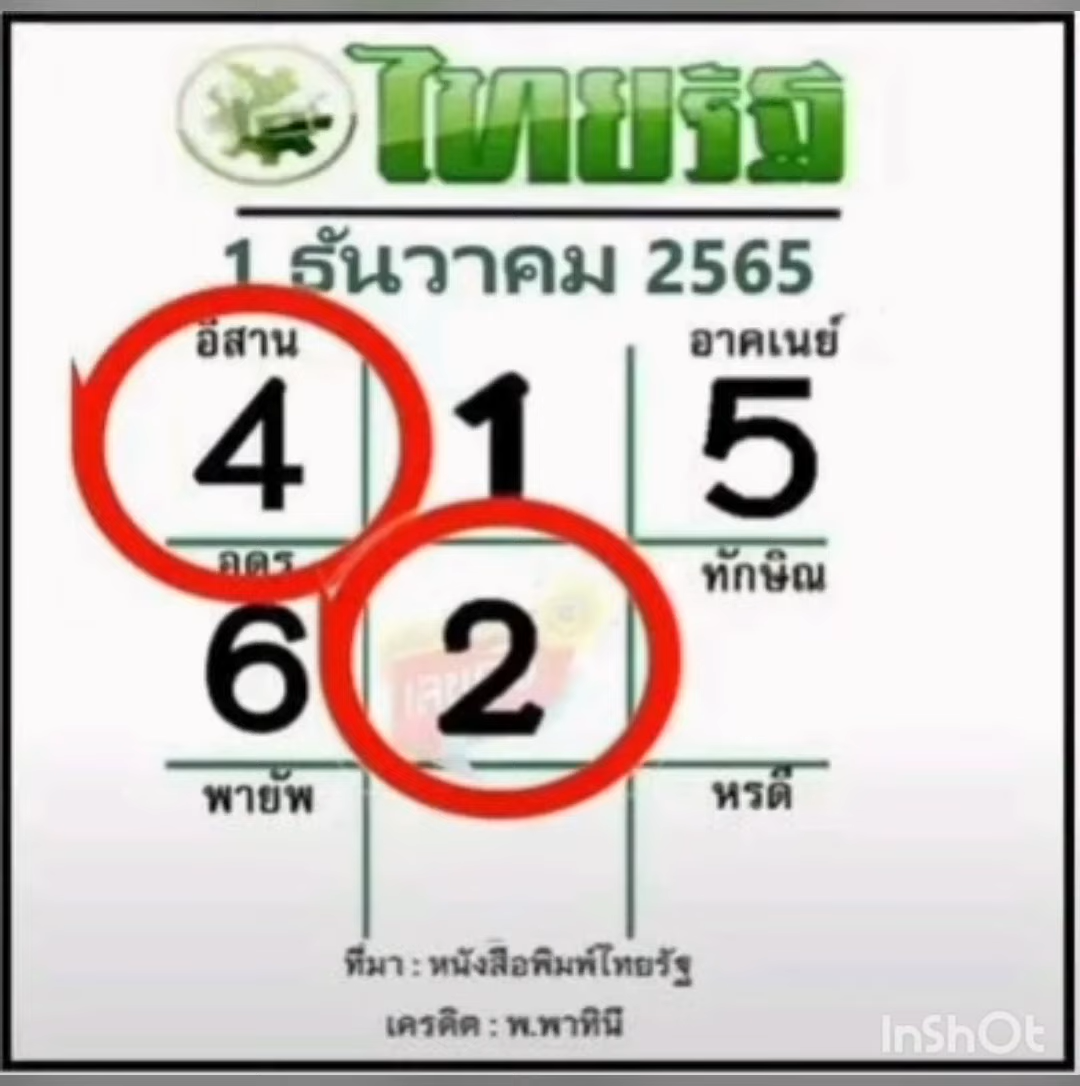 ไทยรัฐ
1 ธันวาคม 2565
อีสาน อาคเนย์
4 1 5
อุดร ทักษิณ
6 2
พายัพ หรดี
ที่มา : หนังสือพิมพ์ไทยรัฐ
เครดิต : พ.พาทินี
InShOt